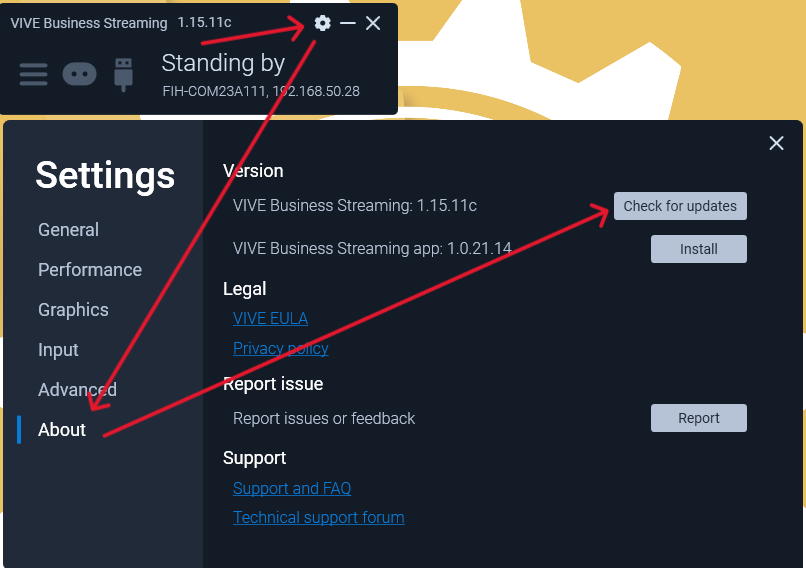 VIVE Business Streaming 1.15.11c
Standing by
FIH-COM23A111, 192.168.50.28
Settings
General
Performance
Graphics
Input
Advanced
About
Version
VIVE Business Streaming: 1.15.11c
Check for updates
VIVE Business Streaming app: 1.0.21.14
Install
Legal
VIVE EULA
Privacy policy
Report issue
Report issues or feedback
Report
Support
Support and FAQ
Technical support forum